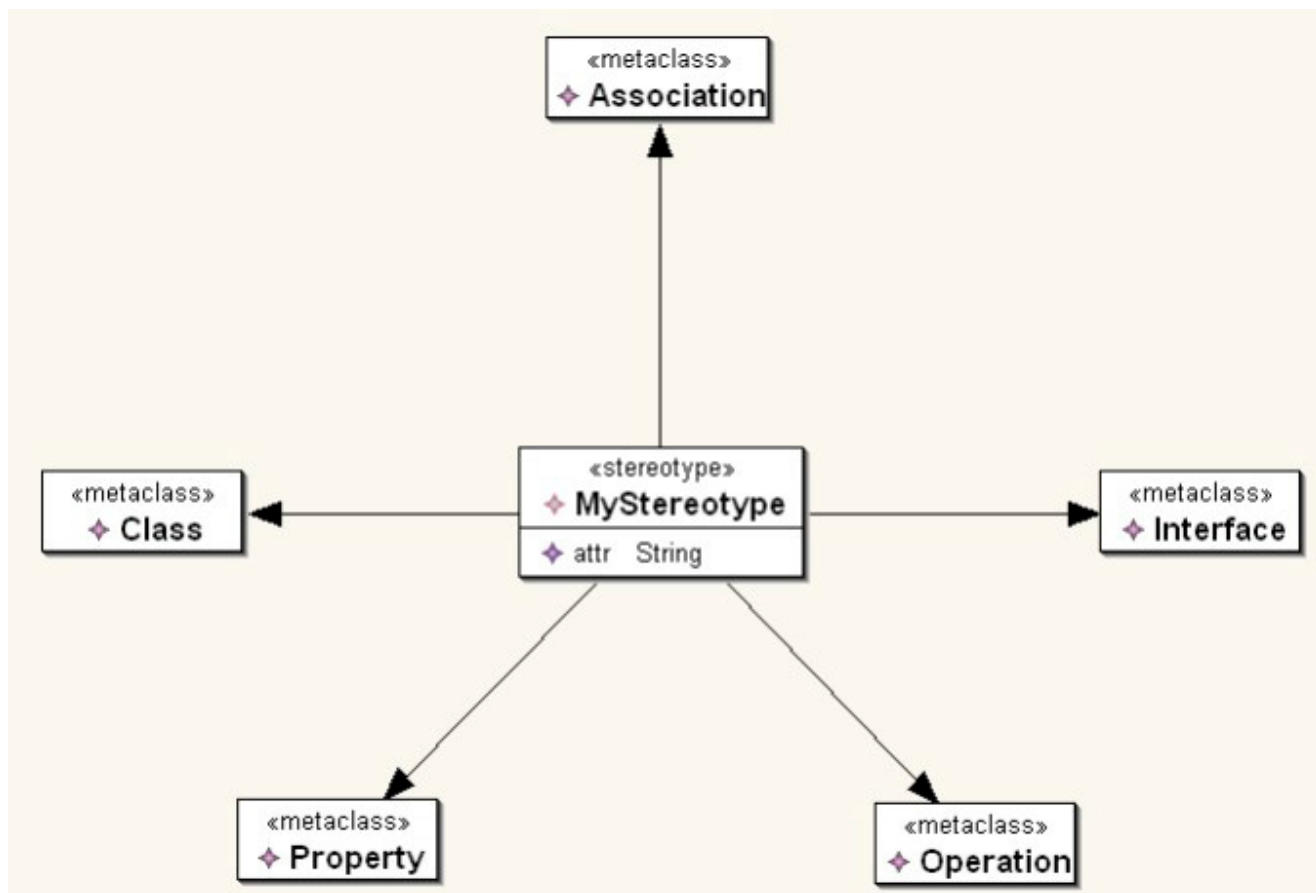 «metaclass»
Association
«metaclass»
Class
«stereotype»
MyStereotype
attr String
«metaclass»
Interface
«metaclass»
Property
«metaclass»
Operation